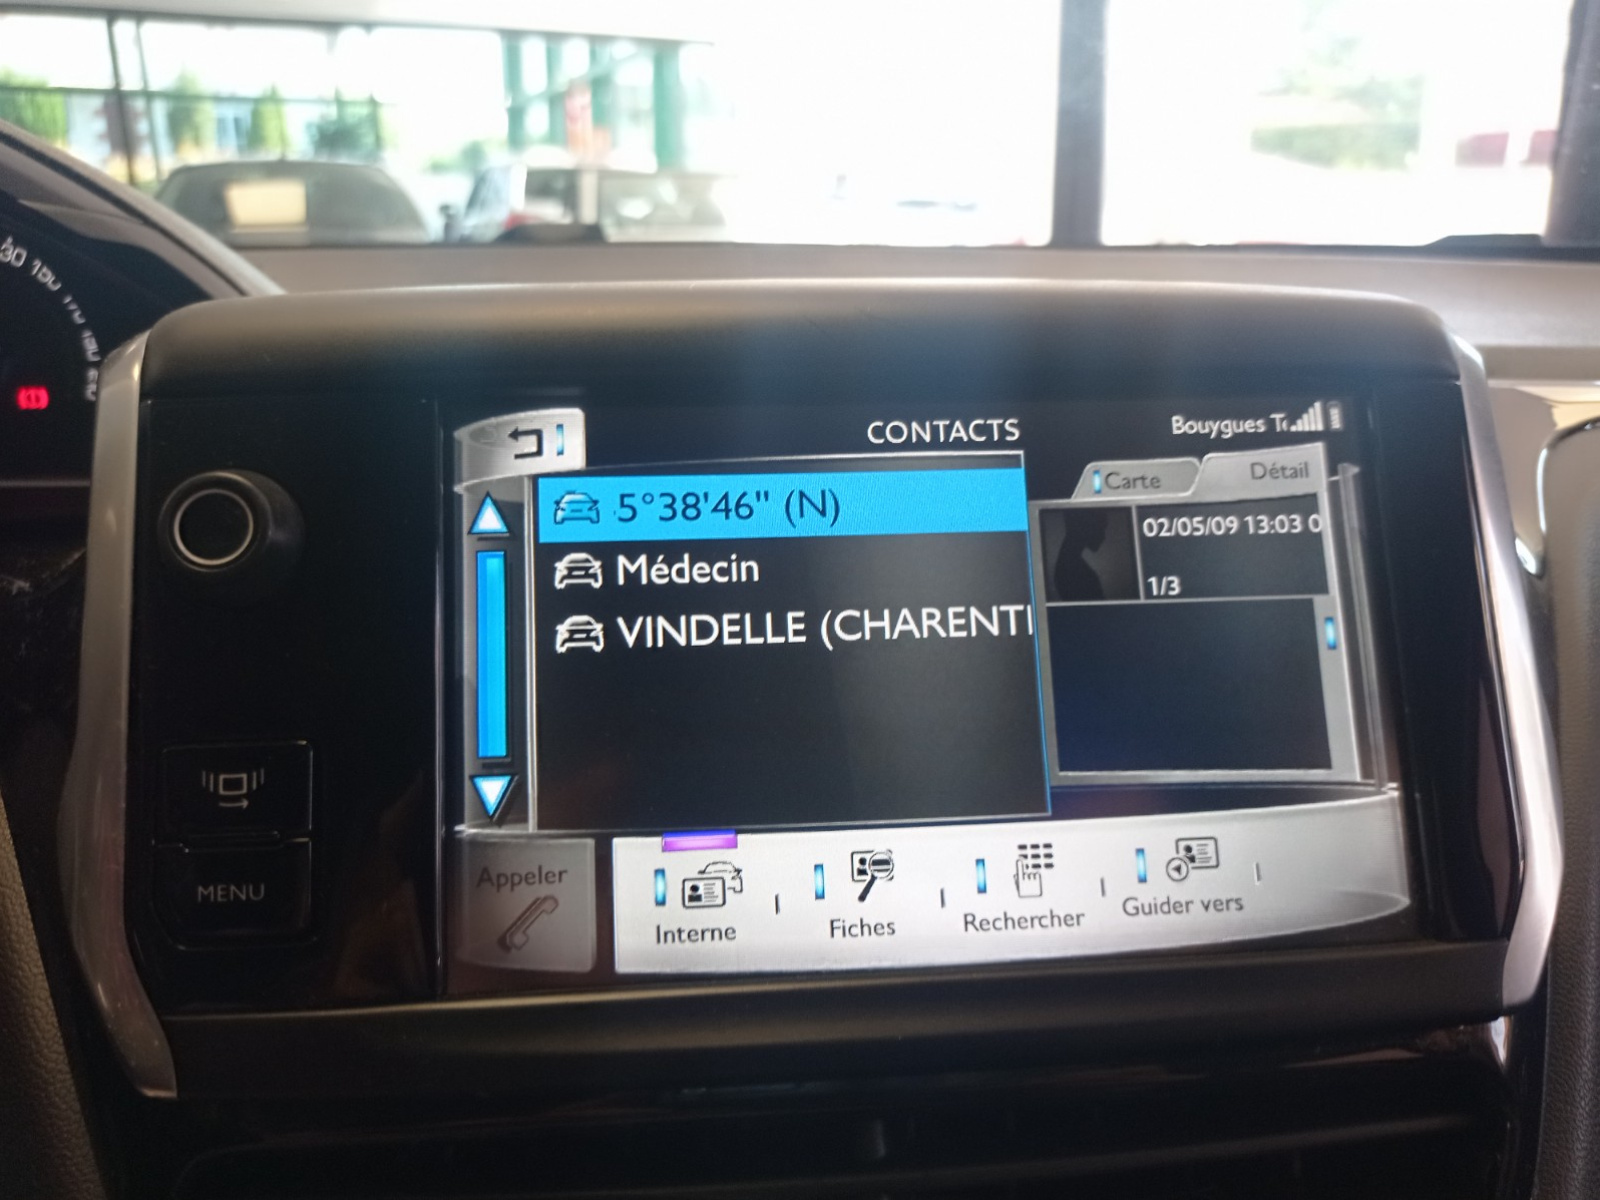 CONTACTS
Bouygues Te
Carte
Détail
5°38'46" (N)
02/05/09 13:03 0
Médecin
1/3
VINDELLE (CHARENTI
MENU
Appeler
Interne
Fiches
Rechercher
Guider vers